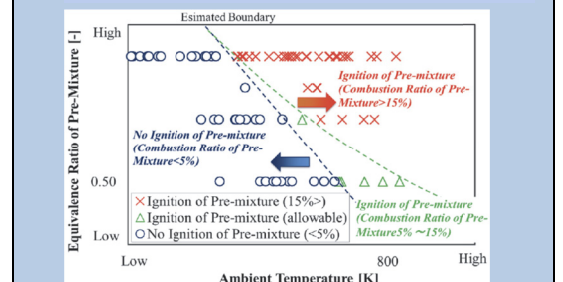 Esimated Boundary
High
Equivalence Ratio of Pre-Mixture [-]
Ignition of Pre-mixture
(Combustion Ratio of Pre-
Mixture>15%)
No Ignition of Pre-mixture
(Combustion Ratio of Pre-
Mixture<5%)
0.50
Ignition of Pre-mixture (15%>)
Ignition of Pre-mixture (allowable)
No Ignition of Pre-mixture (<5%)
Ignition of Pre-mixture
(Combustion Ratio of Pre-
Mixture5% ~15%)
Low
Low
800
High
Ambient Temperature [K]